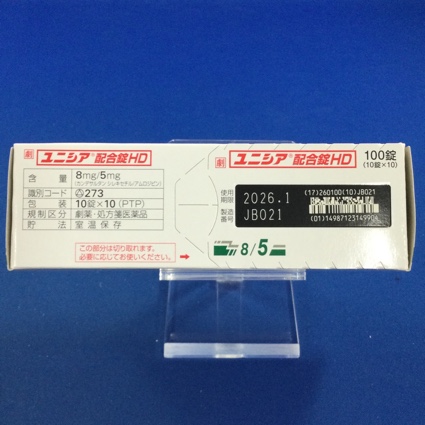 劇 ユニシア®配合錠HD
含量 8mg/5mg
(カンデサルタン シレキセチル/アムロジピン)
識別コード 273
包装 10錠×10 (PTP)
規制区分 劇薬・処方箋医薬品
貯法 室温保存
この部分は切り取れます。
必要に応じてお使いください。
劇 ユニシア®配合錠HD 100錠
(10錠×10)
使用期限 2026.1
製造番号 JB021
(17)260100(10)JB021
(01)14987123149904
8/5